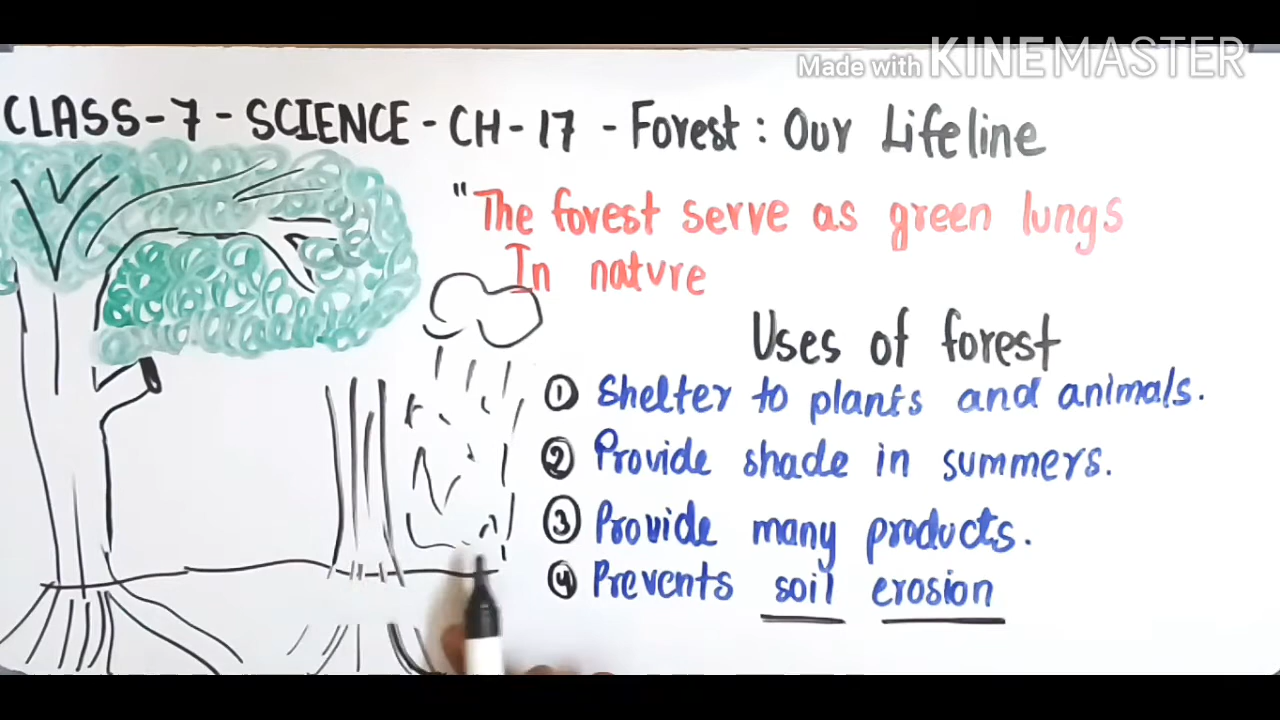 Made with KINEMASTER
CLASS-7-SCIENCE-CH-17-Forest: Our Lifeline
"The forest serve as green lungs
In nature
Uses of forest
① Shelter to plants and animals.
② Provide shade in summers.
③ Provide many products.
④ Prevents soil erosion